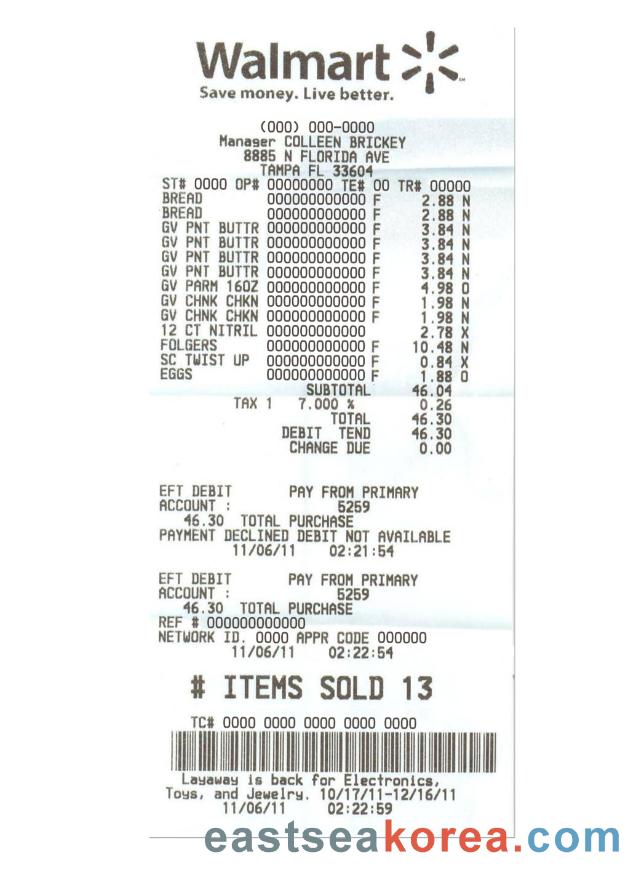 Walmart
Save money. Live better.
(000) 000-0000
Manager COLLEEN BRICKEY
8885 N FLORIDA AVE
TAMPA FL 33604
ST# 0000 OP# 00000000 TE# 00 TR# 00000
BREAD 000000000000 F 2.88 N
BREAD 000000000000 F 2.88 N
GV PNT BUTTR 000000000000 F 3.84 N
GV PNT BUTTR 000000000000 F 3.84 N
GV PNT BUTTR 000000000000 F 3.84 N
GV PNT BUTTR 000000000000 F 3.84 N
GV PARM 16OZ 000000000000 F 4.98 O
GV CHNK CHKN 000000000000 F 1.98 N
GV CHNK CHKN 000000000000 F 1.98 N
12 CT NITRIL 000000000000 2.78 X
FOLGERS 000000000000 F 10.48 N
SC TWIST UP 000000000000 F 0.84 X
EGGS 000000000000 F 1.88 O
SUBTOTAL 46.04
TAX 1 7.000 % 0.26
TOTAL 46.30
DEBIT TEND 46.30
CHANGE DUE 0.00
EFT DEBIT PAY FROM PRIMARY
ACCOUNT : 5259
46.30 TOTAL PURCHASE
PAYMENT DECLINED DEBIT NOT AVAILABLE
11/06/11 02:21:54
EFT DEBIT PAY FROM PRIMARY
ACCOUNT : 5259
46.30 TOTAL PURCHASE
REF # 000000000000
NETWORK ID. 0000 APPR CODE 000000
11/06/11 02:22:54
# ITEMS SOLD 13
TC# 0000 0000 0000 0000 0000
Layaway is back for Electronics,
Toys, and Jewelry. 10/17/11-12/16/11
11/06/11 02:22:59
eastseakorea.com